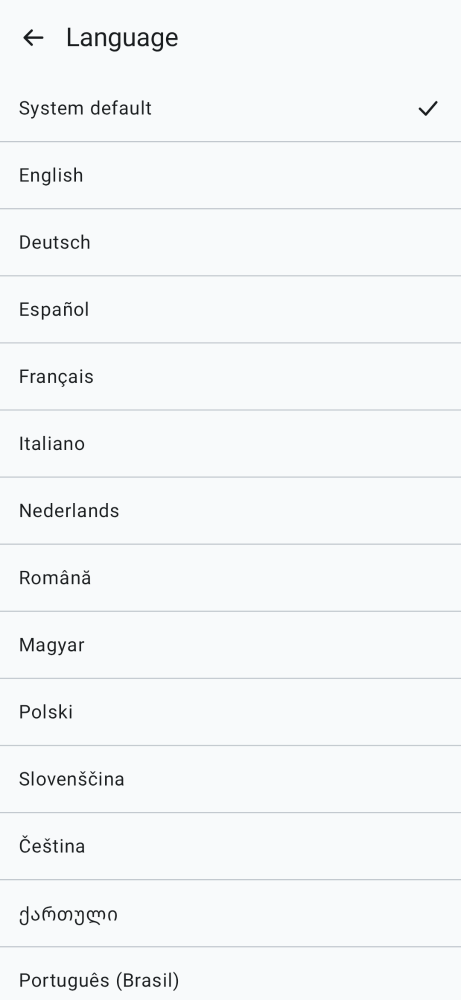 Language
System default
English
Deutsch
Español
Français
Italiano
Nederlands
Română
Magyar
Polski
Slovenščina
Čeština
ქართული
Português (Brasil)